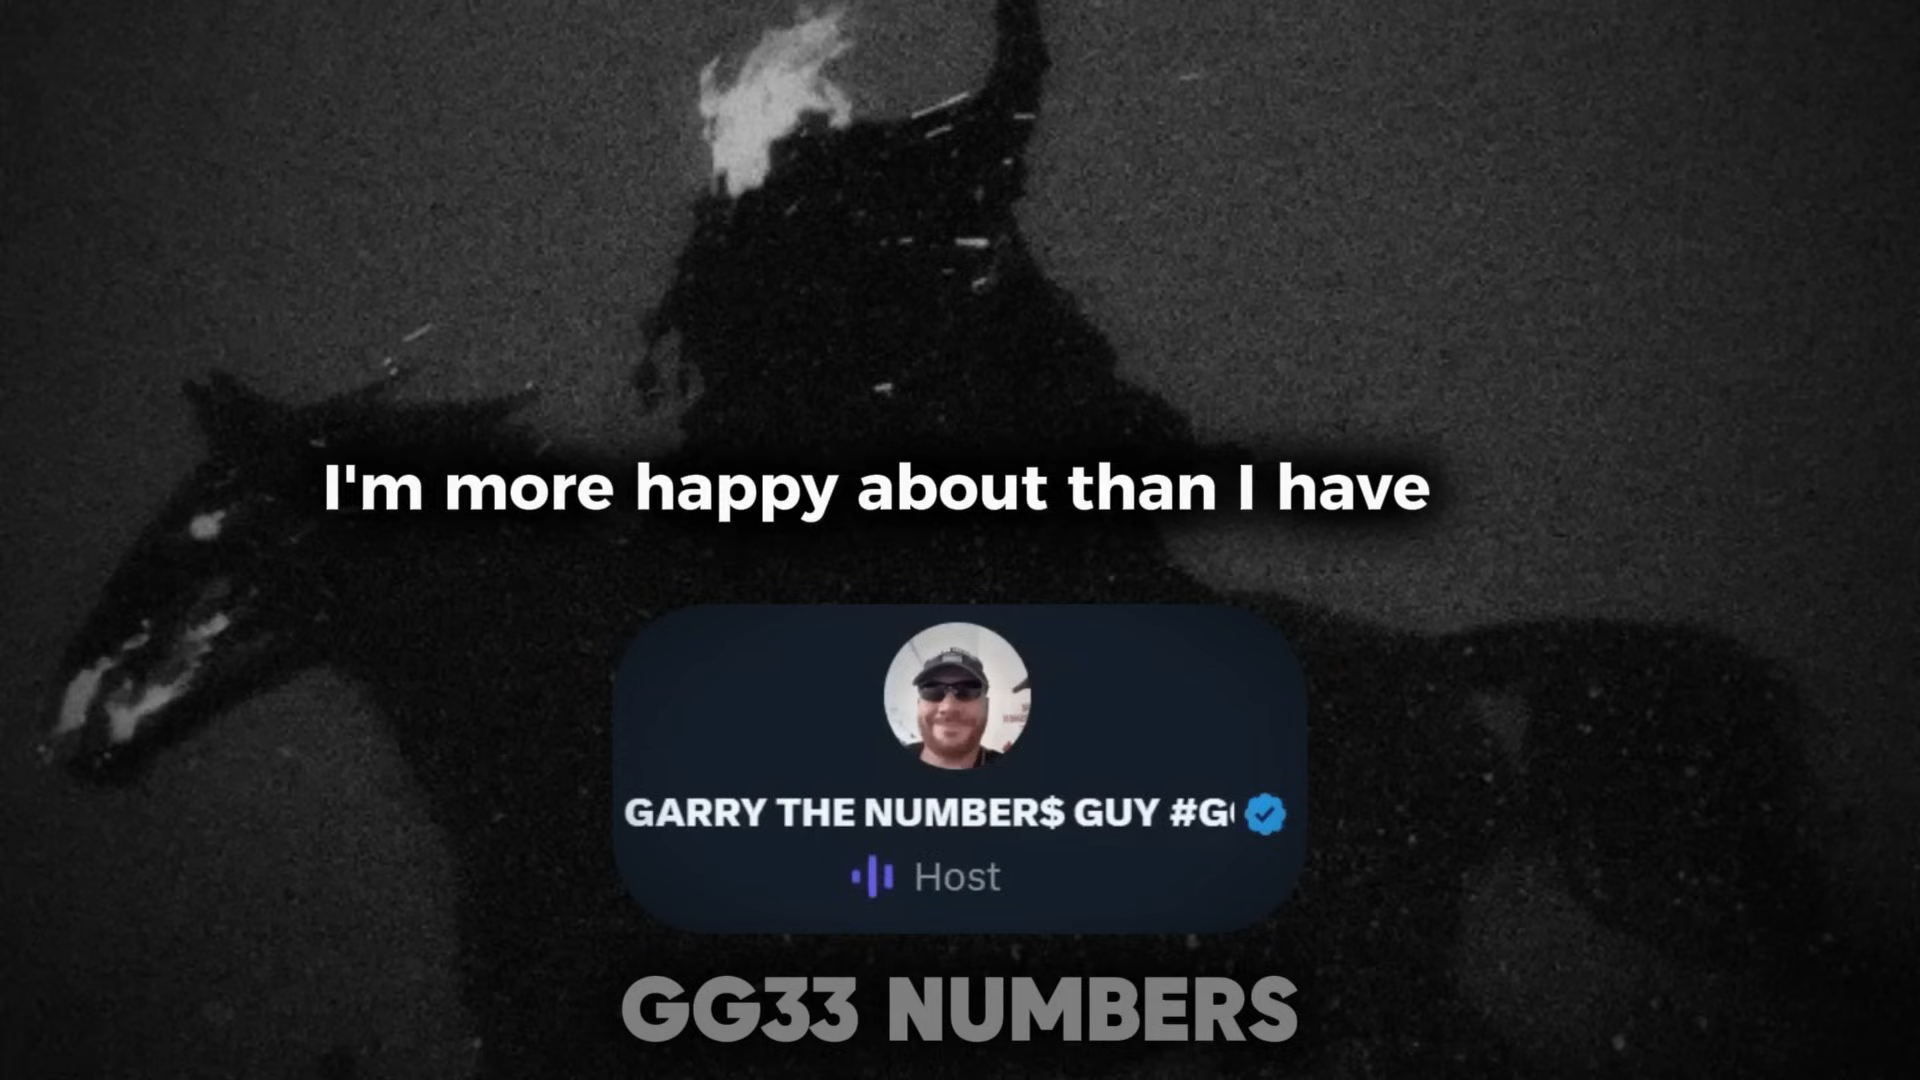 I'm more happy about than I have
GARRY THE NUMBER$ GUY #G
Host
GG33 NUMBERS